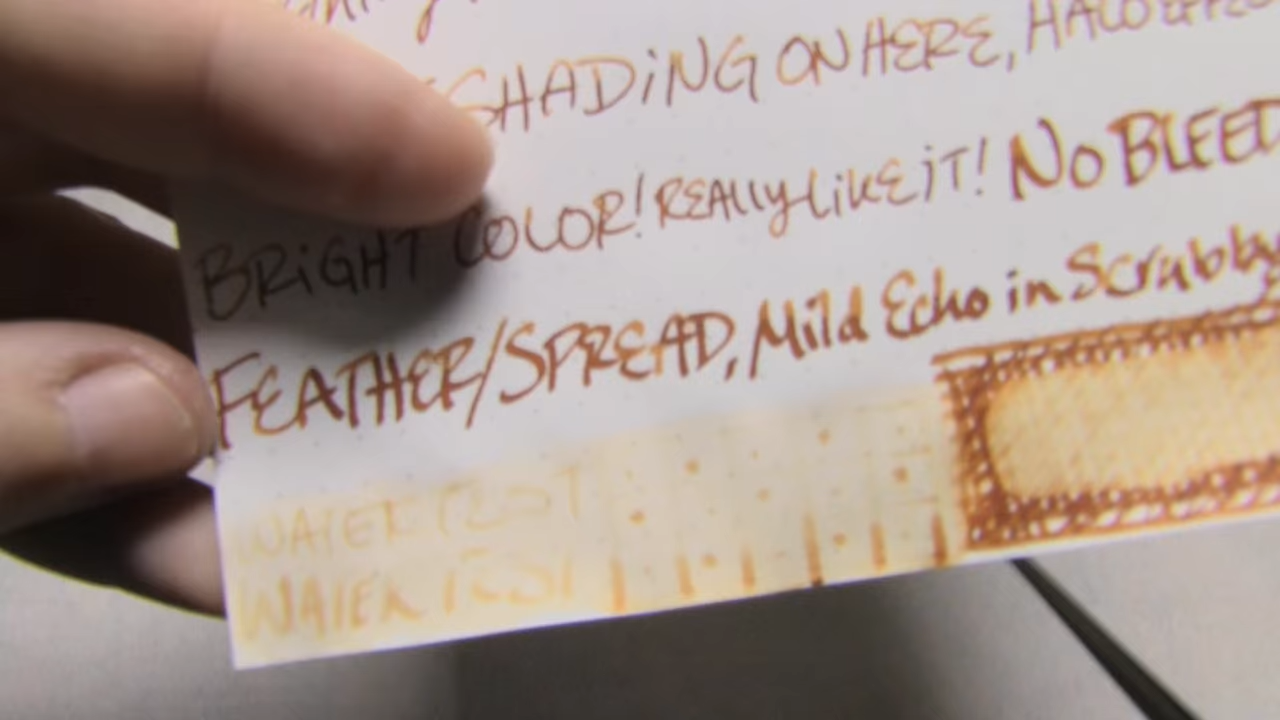 SHADiNG ON HERE, HALO EFFEC
BRiGHT COLOR! REAlly LiKE iT! No BLEED
FEATHER/SPREAD, Mild Echo in Scrubby
WATER TEST
WATER TEST